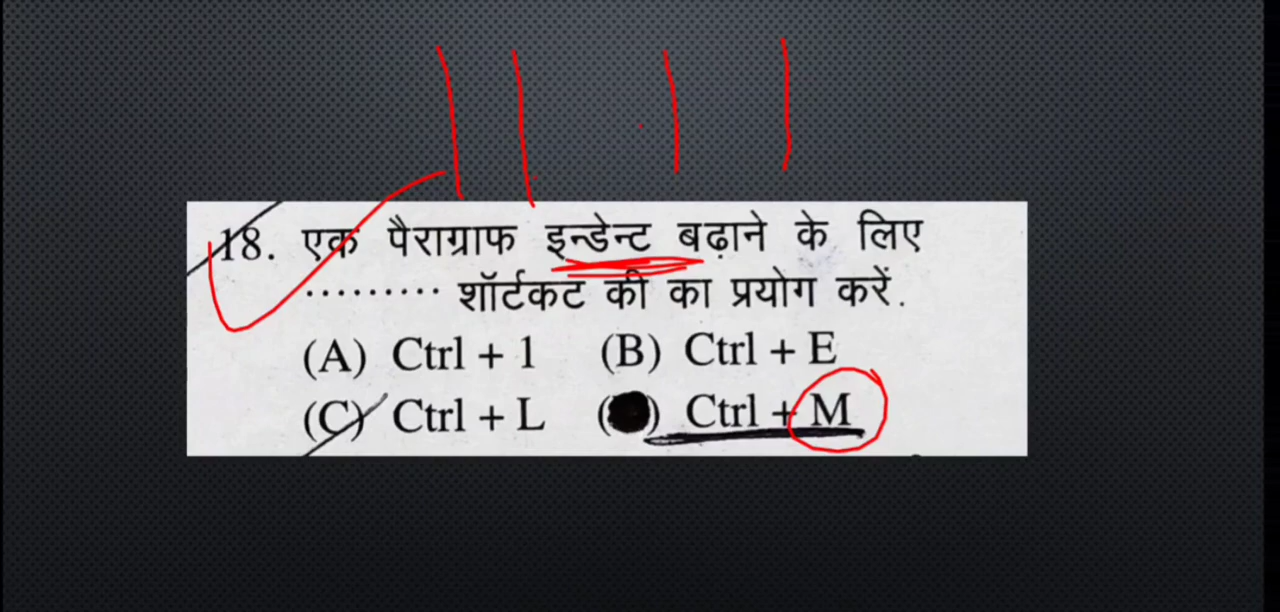 18. एक पैराग्राफ इन्डेन्ट बढ़ाने के लिए
......... शॉर्टकट की का प्रयोग करें.
(A) Ctrl + 1 (B) Ctrl + E
(C) Ctrl + L ( ) Ctrl + M